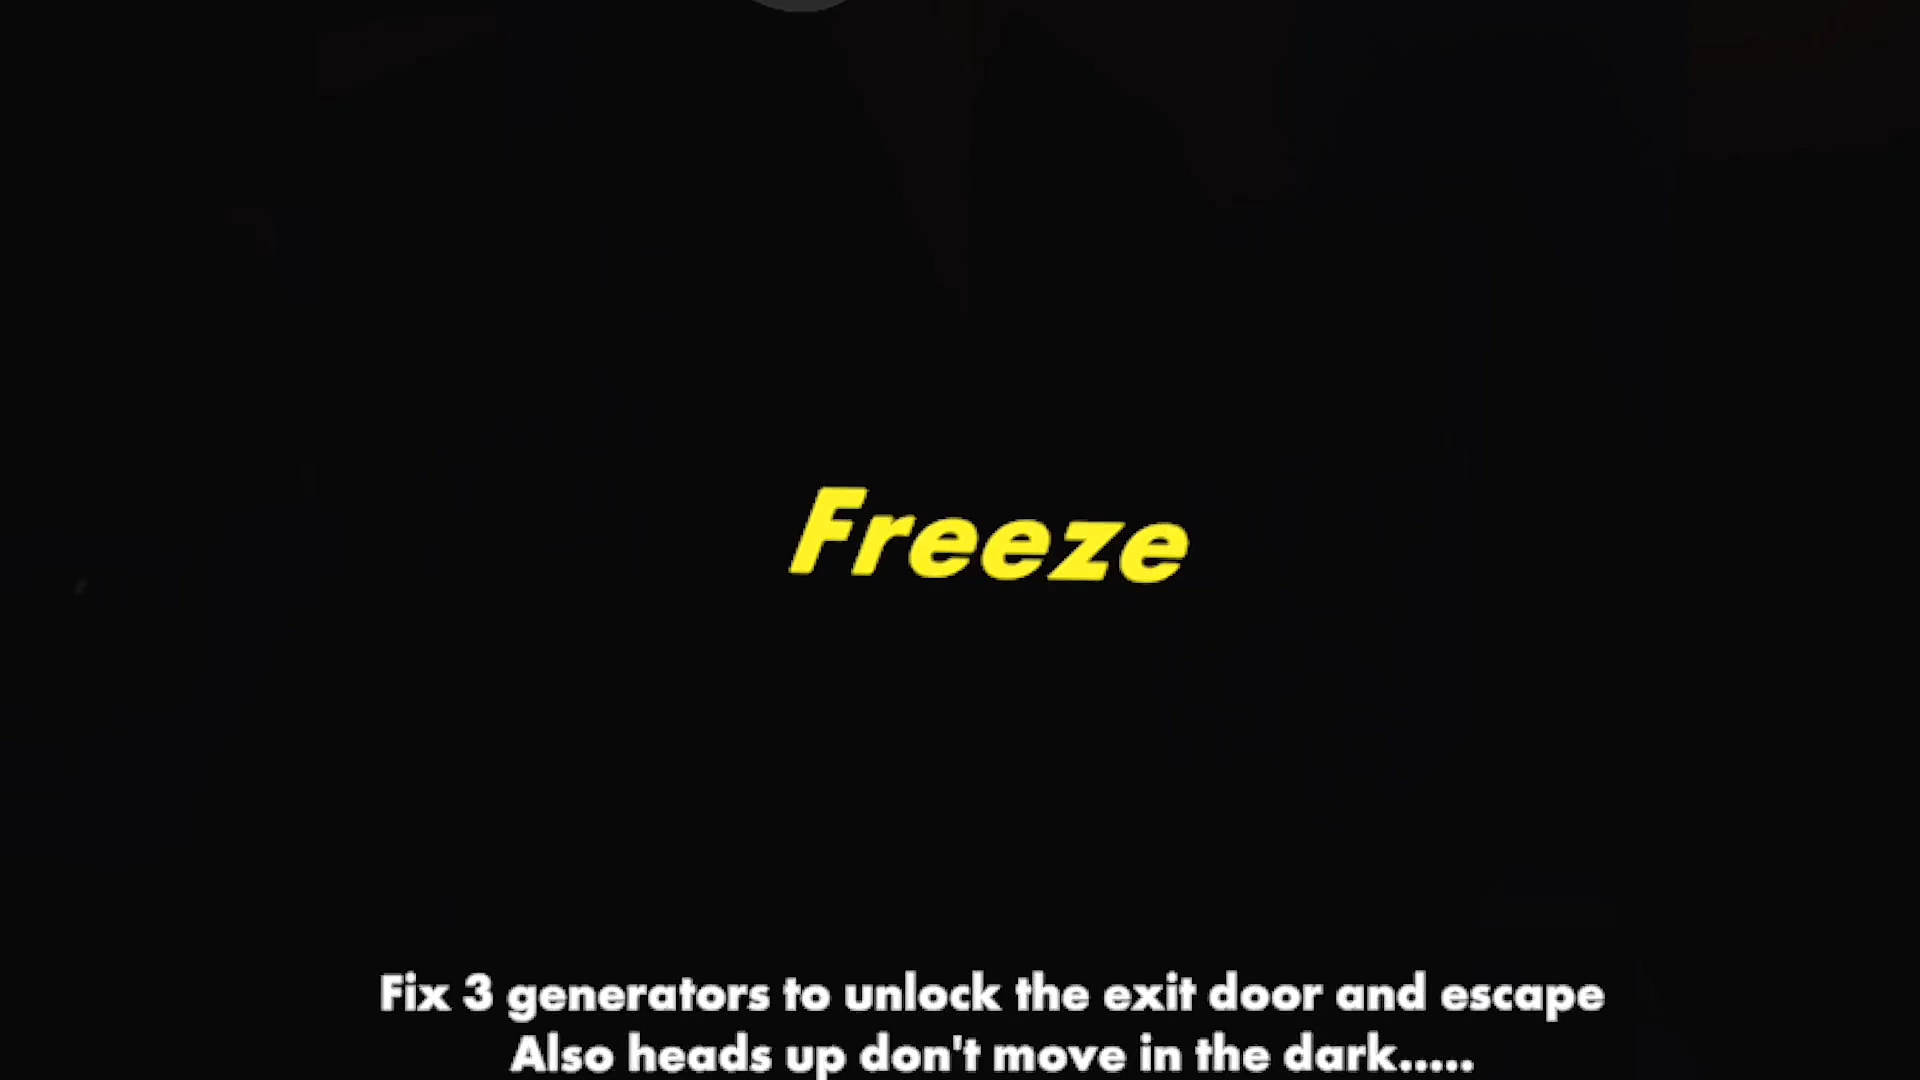 Freeze
Fix 3 generators to unlock the exit door and escape
Also heads up don't move in the dark.....